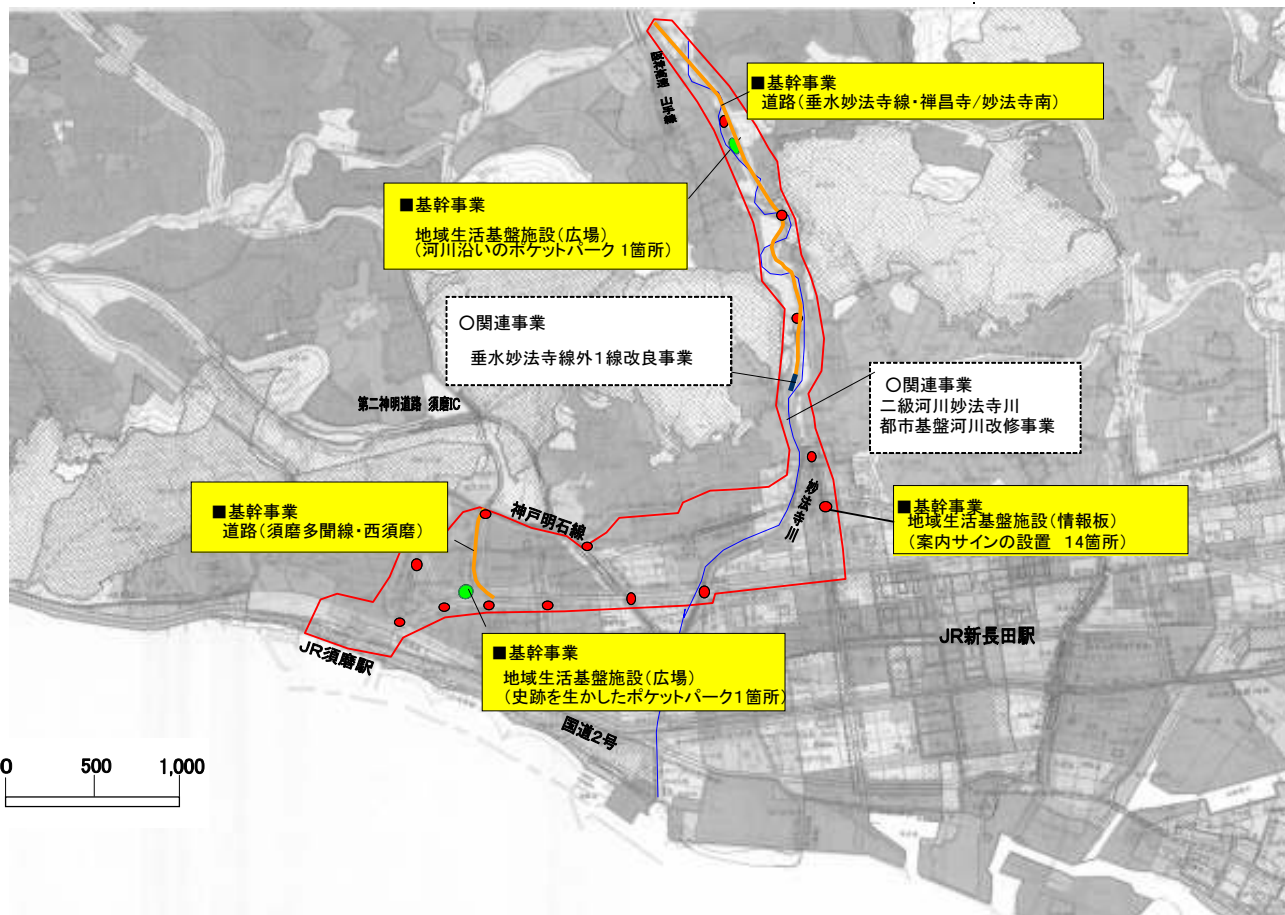 ■基幹事業
道路(垂水妙法寺線・禅昌寺/妙法寺南)
■基幹事業
地域生活基盤施設(広場)
(河川沿いのポケットパーク 1箇所)
〇関連事業
垂水妙法寺線外1線改良事業
〇関連事業
二級河川妙法寺川
都市基盤河川改修事業
第二神明道路 須磨IC
■基幹事業
道路(須磨多聞線・西須磨)
神戸明石線
妙法寺川
■基幹事業
地域生活基盤施設(情報板)
(案内サインの設置 14箇所)
JR新長田駅
JR須磨駅
■基幹事業
地域生活基盤施設(広場)
(史跡を生かしたポケットパーク1箇所)
国道2号
0 500 1,000